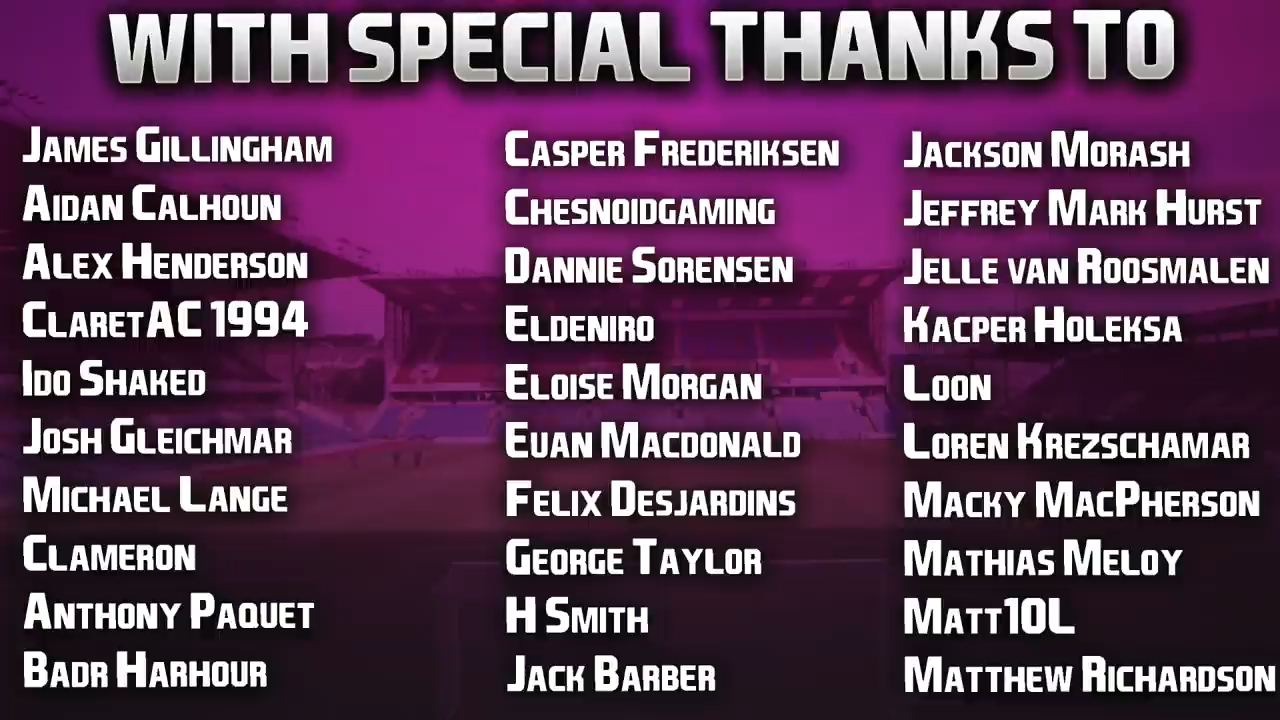 WITH SPECIAL THANKS TO
James Gillingham
Aidan Calhoun
Alex Henderson
ClaretAC 1994
Ido Shaked
Josh Gleichmar
Michael Lange
Clameron
Anthony Paquet
Badr Harhour
Casper Frederiksen
Chesnoidgaming
Dannie Sorensen
Eldeniro
Eloise Morgan
Euan Macdonald
Felix Desjardins
George Taylor
H Smith
Jack Barber
Jackson Morash
Jeffrey Mark Hurst
Jelle van Roosmalen
Kacper Holeksa
Loon
Loren Krezschamar
Macky MacPherson
Mathias Meloy
Matt10L
Matthew Richardson